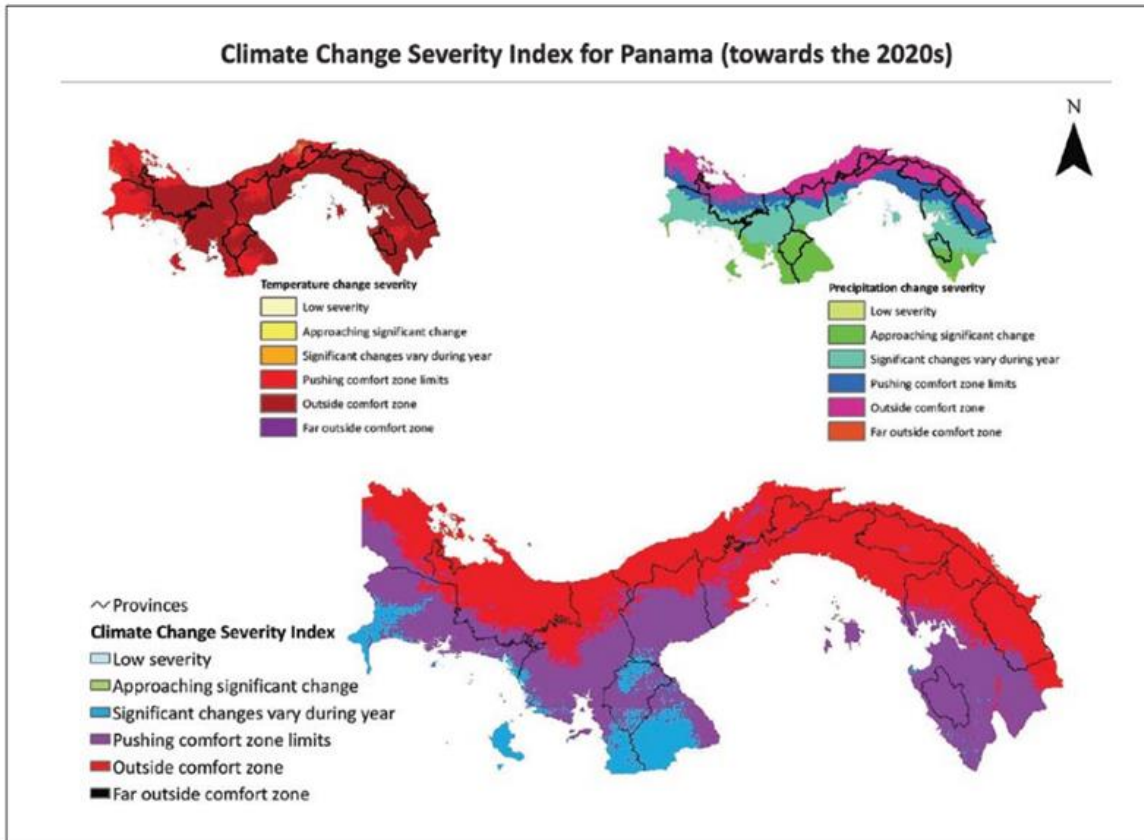 Climate Change Severity Index for Panama (towards the 2020s)
N
Temperature change severity
Low severity
Approaching significant change
Significant changes vary during year
Pushing comfort zone limits
Outside comfort zone
Far outside comfort zone
Precipitation change severity
Low severity
Approaching significant change
Significant changes vary during year
Pushing comfort zone limits
Outside comfort zone
Far outside comfort zone
Provinces
Climate Change Severity Index
Low severity
Approaching significant change
Significant changes vary during year
Pushing comfort zone limits
Outside comfort zone
Far outside comfort zone